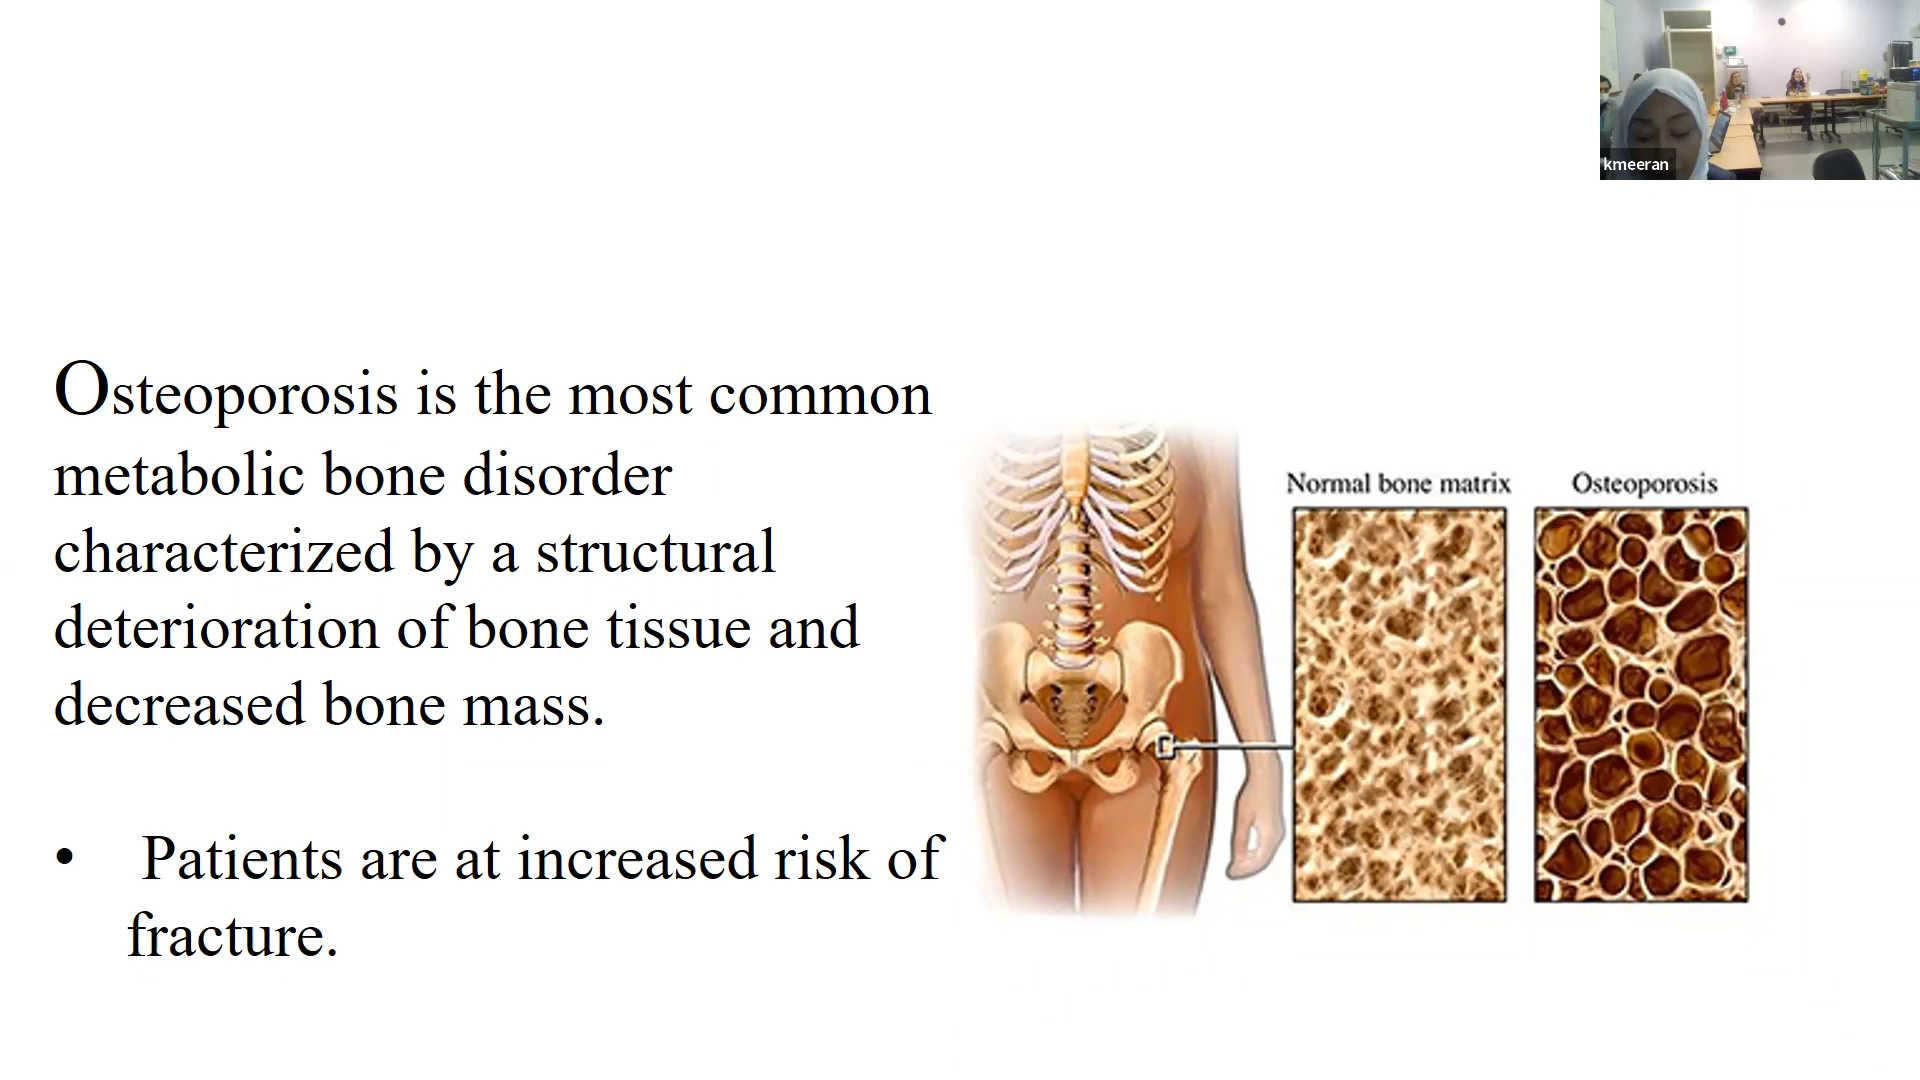 kmeeran
Osteoporosis is the most common
metabolic bone disorder
characterized by a structural
deterioration of bone tissue and
decreased bone mass.
• Patients are at increased risk of
fracture.
Normal bone matrix
Osteoporosis